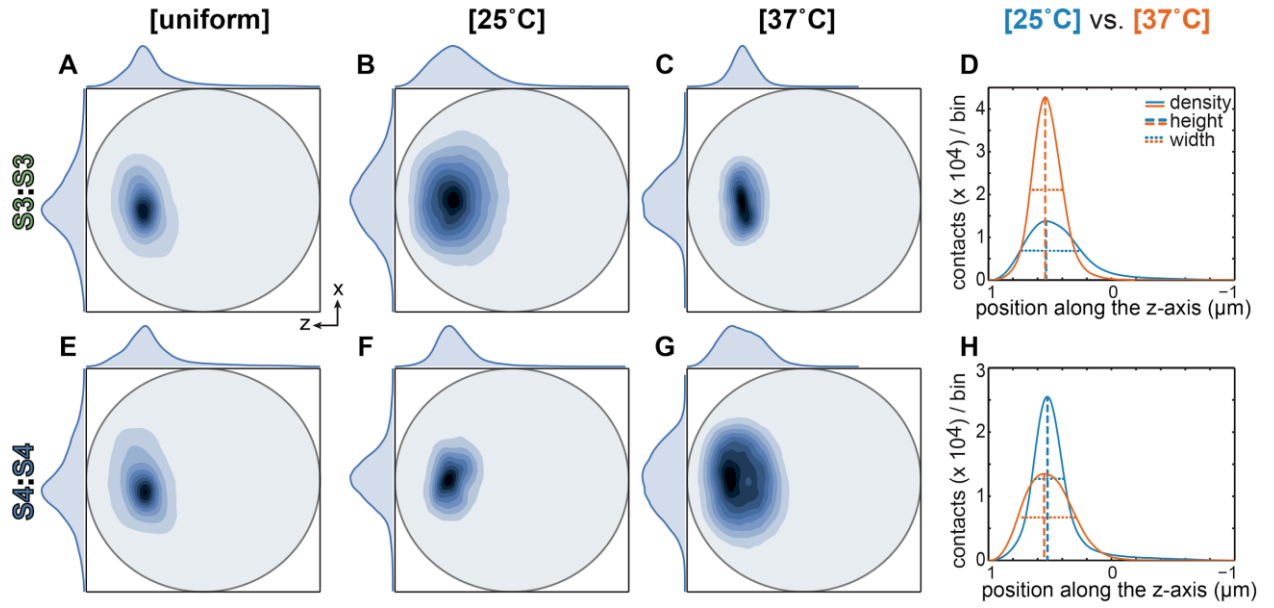 [uniform]
[25˚C]
[37˚C]
[25˚C] vs. [37˚C]
A
B
C
D
S3:S3
x
z
4
3
2
1
0
contacts (x 10⁴) / bin
density
height
width
1
0
−1
position along the z-axis (μm)
E
F
G
H
S4:S4
3
2
1
0
contacts (x 10⁴) / bin
1
0
−1
position along the z-axis (μm)